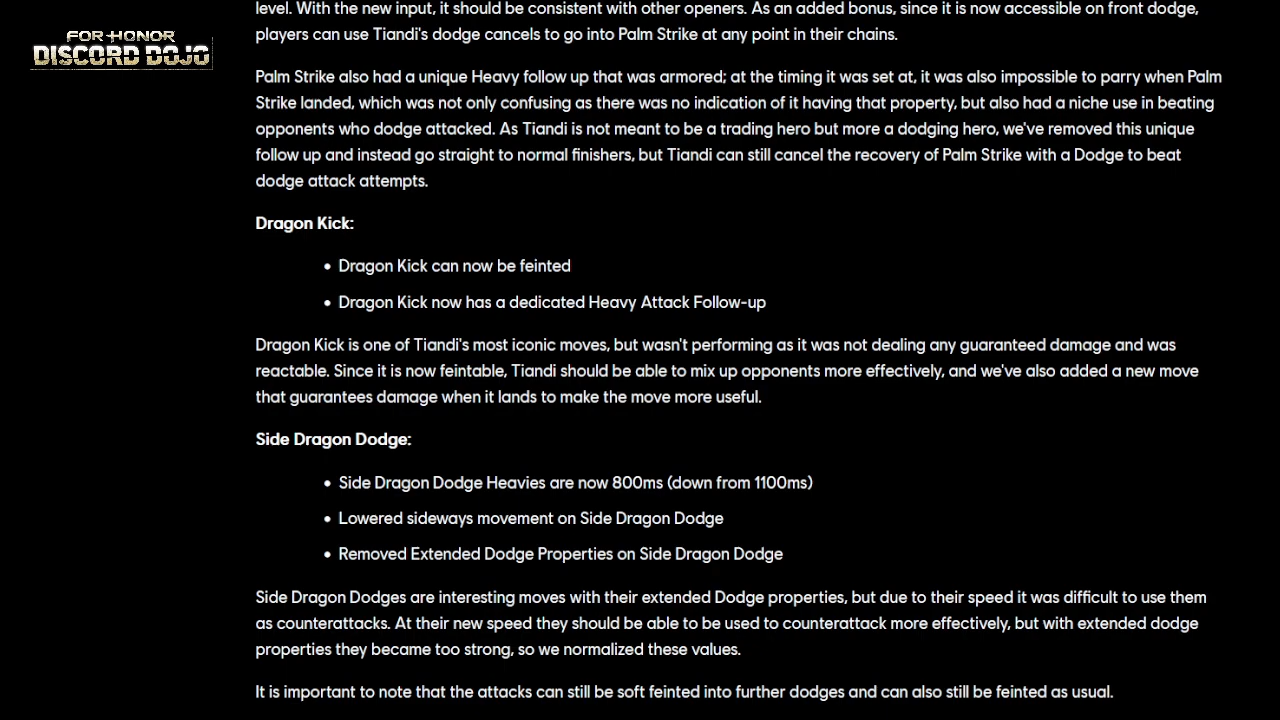 level. With the new input, it should be consistent with other openers. As an added bonus, since it is now accessible on front dodge,
players can use Tiandi's dodge cancels to go into Palm Strike at any point in their chains.
FOR HONOR
DISCORD DOJO
Palm Strike also had a unique Heavy follow up that was armored; at the timing it was set at, it was also impossible to parry when Palm
Strike landed, which was not only confusing as there was no indication of it having that property, but also had a niche use in beating
opponents who dodge attacked. As Tiandi is not meant to be a trading hero but more a dodging hero, we've removed this unique
follow up and instead go straight to normal finishers, but Tiandi can still cancel the recovery of Palm Strike with a Dodge to beat
dodge attack attempts.
Dragon Kick:
• Dragon Kick can now be feinted
• Dragon Kick now has a dedicated Heavy Attack Follow-up
Dragon Kick is one of Tiandi's most iconic moves, but wasn't performing as it was not dealing any guaranteed damage and was
reactable. Since it is now feintable, Tiandi should be able to mix up opponents more effectively, and we've also added a new move
that guarantees damage when it lands to make the move more useful.
Side Dragon Dodge:
• Side Dragon Dodge Heavies are now 800ms (down from 1100ms)
• Lowered sideways movement on Side Dragon Dodge
• Removed Extended Dodge Properties on Side Dragon Dodge
Side Dragon Dodges are interesting moves with their extended Dodge properties, but due to their speed it was difficult to use them
as counterattacks. At their new speed they should be able to be used to counterattack more effectively, but with extended dodge
properties they became too strong, so we normalized these values.
It is important to note that the attacks can still be soft feinted into further dodges and can also still be feinted as usual.